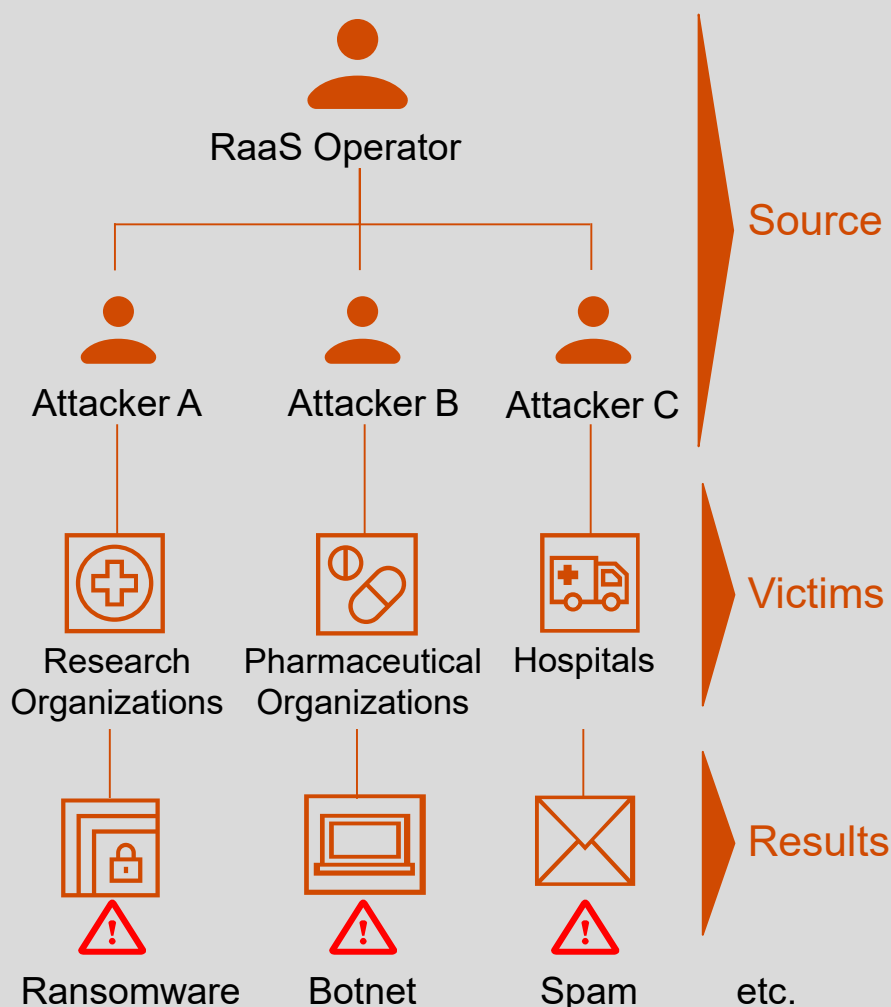 RaaS Operator
Source
Attacker A
Attacker B
Attacker C
Victims
Research
Organizations
Pharmaceutical
Organizations
Hospitals
Results
Ransomware
Botnet
Spam
etc.